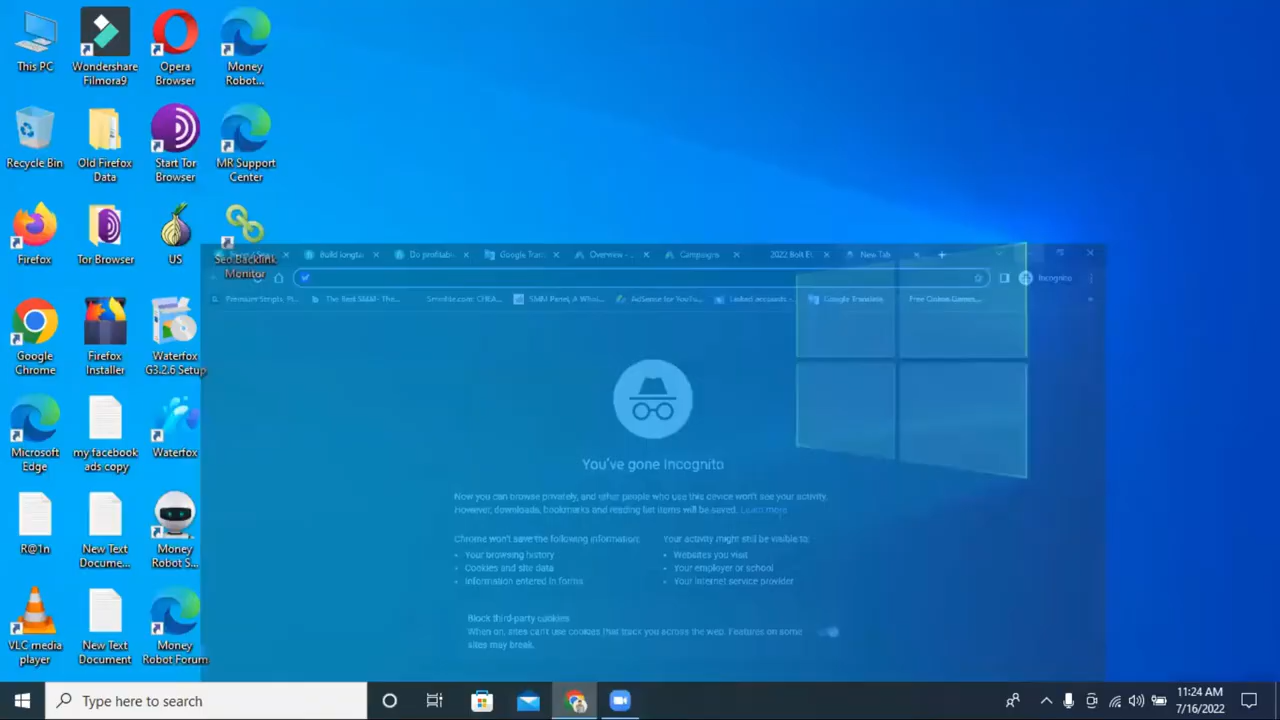 This PC
Wondershare
Filmora9
Opera
Browser
Money
Robot...
Recycle Bin
Old Firefox
Data
Start Tor
Browser
MR Support
Center
Firefox
Tor Browser
US
Seo Backlink
Monitor
Google
Chrome
Firefox
Installer
Waterfox
G3.2.6 Setup
Microsoft
Edge
my facebook
ads copy
Waterfox
R@1n
New Text
Docume...
Money
Robot S...
VLC media
player
New Text
Document
Money
Robot Forum
Build longta
Do profitabl
Google Tran
Overview -
Campaigns
2022 Bolt E
New Tab
Incognito
Premium Scripts, Pl...
The Best SMM- The...
Smmfile.com: CHEA...
SMM Panel, A Whol...
AdSense for YouTu...
Linked accounts
Google Translate
Free Online Games...
You've gone Incognito
Now you can browse privately, and other people who use this device won't see your activity.
However, downloads, bookmarks and reading list items will be saved. Learn more
Chrome won't save the following information:
• Your browsing history
• Cookies and site data
• Information entered in forms
Your activity might still be visible to:
• Websites you visit
• Your employer or school
• Your internet service provider
Block third-party cookies
When on, sites can't use cookies that track you across the web. Features on some
sites may break.
Type here to search
11:24 AM
7/16/2022